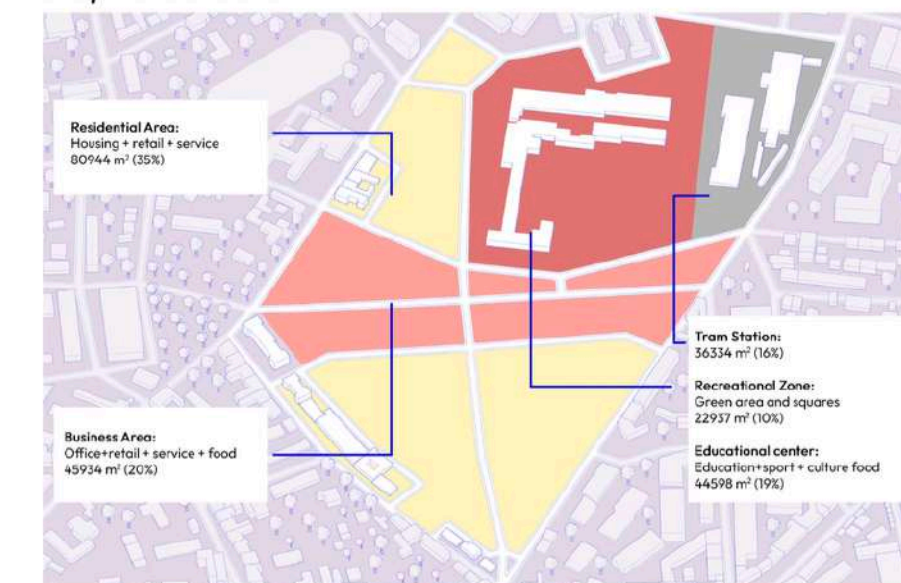 Residential Area:
Housing + retail + service
80944 m² (35%)
Business Area:
Office+retail + service + food
45934 m² (20%)
Tram Station:
36334 m² (16%)
Recreational Zone:
Green area and squares
22937 m² (10%)
Educational center:
Education+sport + culture food
44598 m² (19%)